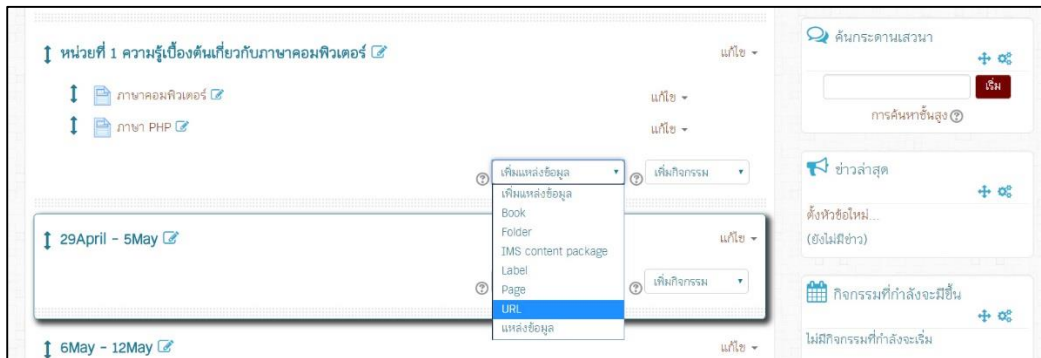 หน่วยที่ 1 ความรู้เบื้องต้นเกี่ยวกับภาษาคอมพิวเตอร์
แก้ไข
ภาษาคอมพิวเตอร์
แก้ไข
ภาษา PHP
แก้ไข
เพิ่มแหล่งข้อมูล
เพิ่มกิจกรรม
เพิ่มแหล่งข้อมูล
Book
Folder
IMS content package
Label
Page
URL
แหล่งข้อมูล
29April - 5May
แก้ไข
เพิ่มกิจกรรม
6May - 12May
แก้ไข
ค้นกระดานเสวนา
เริ่ม
การค้นหาชั้นสูง
ข่าวล่าสุด
ตั้งหัวข้อใหม่...
(ยังไม่มีข่าว)
กิจกรรมที่กำลังจะมีขึ้น
ไม่มีกิจกรรมที่กำลังจะเริ่ม